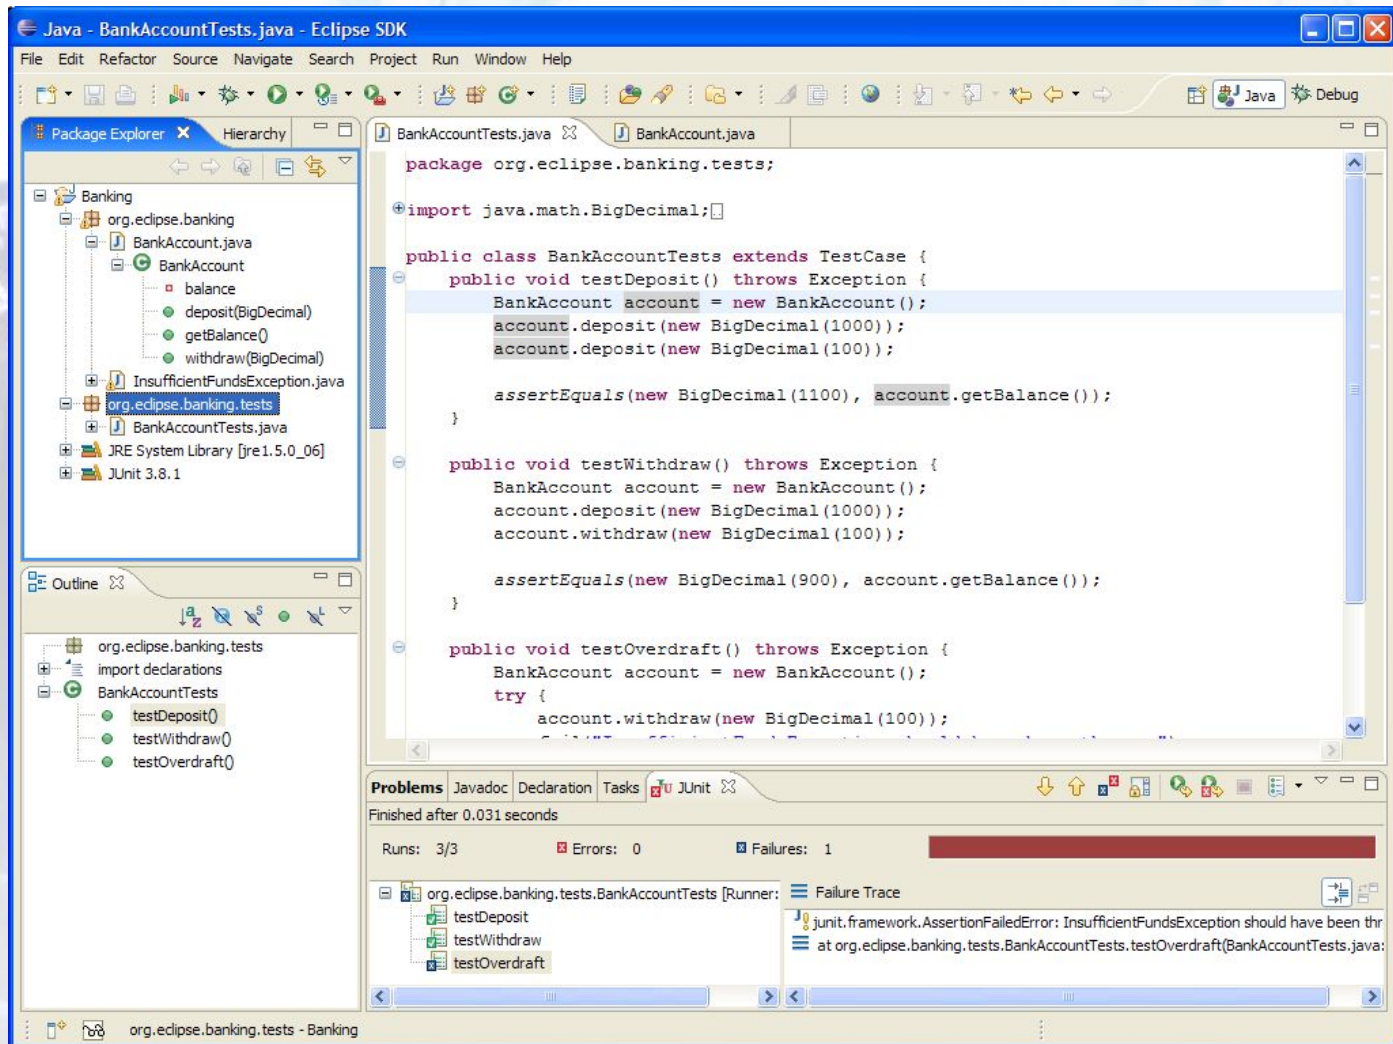 Java - BankAccountTests.java - Eclipse SDK
File Edit Refactor Source Navigate Search Project Run Window Help
Java Debug
Package Explorer Hierarchy
Banking
org.eclipse.banking
BankAccount.java
BankAccount
balance
deposit(BigDecimal)
getBalance()
withdraw(BigDecimal)
InsufficientFundsException.java
org.eclipse.banking.tests
BankAccountTests.java
JRE System Library [jre1.5.0_06]
JUnit 3.8.1
Outline
org.eclipse.banking.tests
import declarations
BankAccountTests
testDeposit()
testWithdraw()
testOverdraft()
BankAccountTests.java BankAccount.java
package org.eclipse.banking.tests;
import java.math.BigDecimal;
public class BankAccountTests extends TestCase {
public void testDeposit() throws Exception {
BankAccount account = new BankAccount();
account.deposit(new BigDecimal(1000));
account.deposit(new BigDecimal(100));
assertEquals(new BigDecimal(1100), account.getBalance());
}
public void testWithdraw() throws Exception {
BankAccount account = new BankAccount();
account.deposit(new BigDecimal(1000));
account.withdraw(new BigDecimal(100));
assertEquals(new BigDecimal(900), account.getBalance());
}
public void testOverdraft() throws Exception {
BankAccount account = new BankAccount();
try {
account.withdraw(new BigDecimal(100));
Problems Javadoc Declaration Tasks JUnit
Finished after 0.031 seconds
Runs: 3/3 Errors: 0 Failures: 1
org.eclipse.banking.tests.BankAccountTests [Runner:
testDeposit
testWithdraw
testOverdraft
Failure Trace
junit.framework.AssertionFailedError: InsufficientFundsException should have been thr
at org.eclipse.banking.tests.BankAccountTests.testOverdraft(BankAccountTests.java:
org.eclipse.banking.tests - Banking